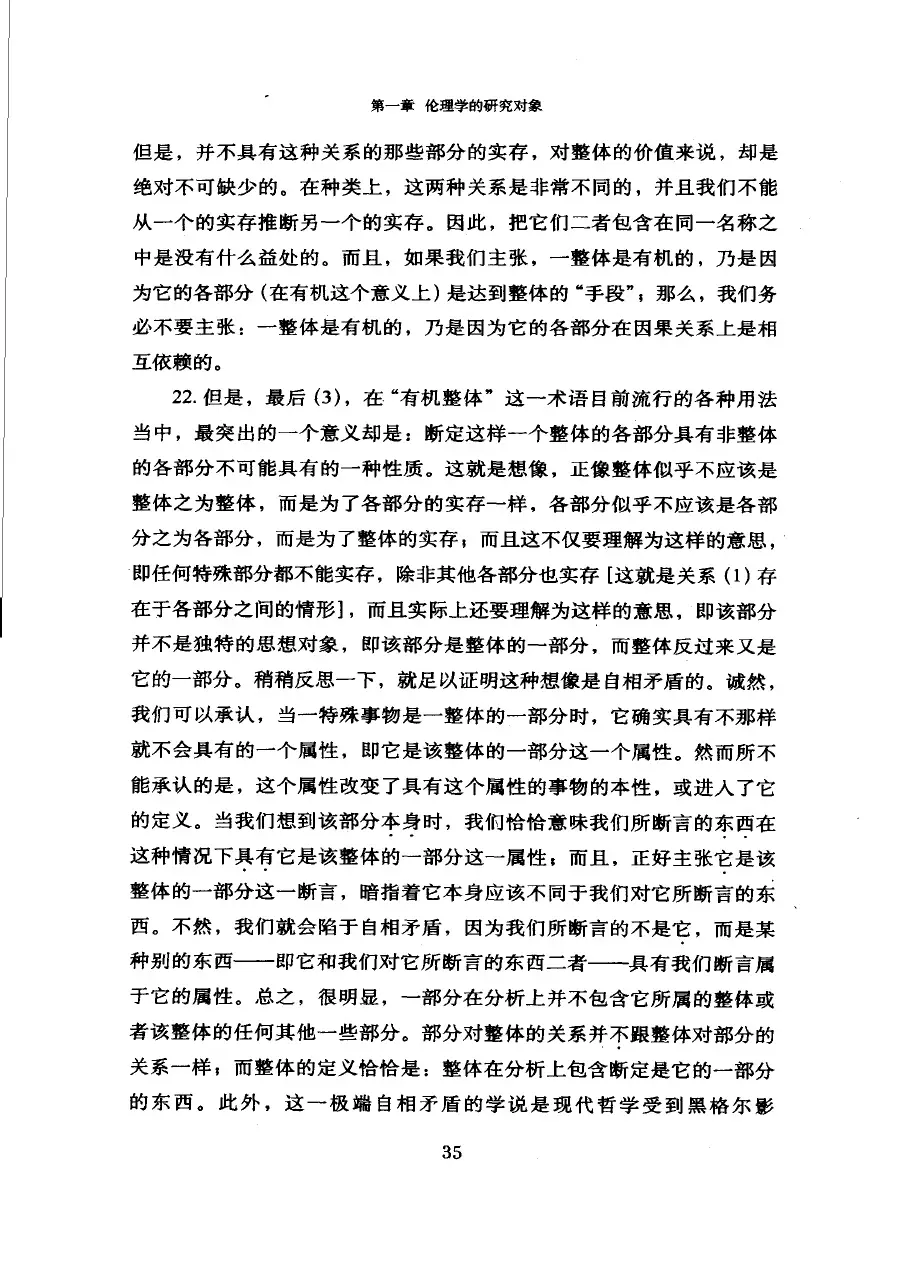 第一章 伦理学的研究对象
但是，并不具有这种关系的那些部分的实存，对整体的价值来说，却是
绝对不可缺少的。在种类上，这两种关系是非常不同的，并且我们不能
从一个的实存推断另一个的实存。因此，把它们二者包含在同一名称之
中是没有什么益处的。而且，如果我们主张，一整体是有机的，乃是因
为它的各部分（在有机这个意义上）是达到整体的“手段”；那么，我们务
必不要主张：一整体是有机的，乃是因为它的各部分在因果关系上是相
互依赖的。
22. 但是，最后（3），在“有机整体”这一术语目前流行的各种用法
当中，最突出的一个意义却是：断定这样一个整体的各部分具有非整体
的各部分不可能具有的一种性质。这就是想像，正像整体似乎不应该是
整体之为整体，而是为了各部分的实存一样，各部分似乎不应该是各部
分之为各部分，而是为了整体的实存；而且这不仅要理解为这样的意思，
即任何特殊部分都不能实存，除非其他各部分也实存［这就是关系（1）存
在于各部分之间的情形］，而且实际上还要理解为这样的意思，即该部分
并不是独特的思想对象，即该部分是整体的一部分，而整体反过来又是
它的一部分。稍稍反思一下，就足以证明这种想像是自相矛盾的。诚然，
我们可以承认，当一特殊事物是一整体的一部分时，它确实具有不那样
就不会具有的一个属性，即它是该整体的一部分这一个属性。然而所不
能承认的是，这个属性改变了具有这个属性的事物的本性，或进入了它
的定义。当我们想到该部分本身时，我们恰恰意味我们所断言的东西在
这种情况下具有它是该整体的一部分这一属性；而且，正好主张它是该
整体的一部分这一断言，暗指着它本身应该不同于我们对它所断言的东
西。不然，我们就会陷于自相矛盾，因为我们所断言的不是它，而是某
种别的东西——即它和我们对它所断言的东西二者——具有我们断言属
于它的属性。总之，很明显，一部分在分析上并不包含它所属的整体或
者该整体的任何其他一些部分。部分对整体的关系并不跟整体对部分的
关系一样；而整体的定义恰恰是：整体在分析上包含断定是它的一部分
的东西。此外，这一极端自相矛盾的学说是现代哲学受到黑格尔影
35